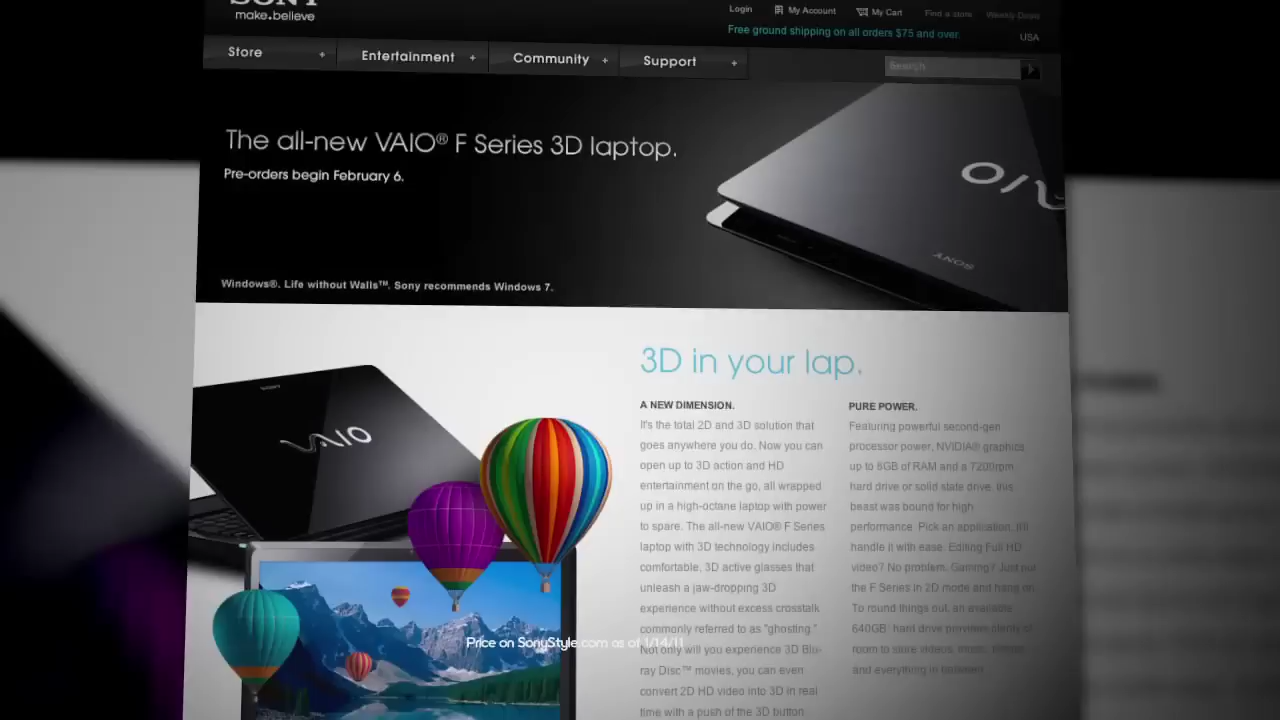 SONY
make.believe
Login My Account My Cart Find a store Weekly Deals
Free ground shipping on all orders $75 and over.
USA
Store + Entertainment + Community + Support +
Search
The all-new VAIO® F Series 3D laptop.
Pre-orders begin February 6.
VAIO
SONY
Windows®. Life without Walls™. Sony recommends Windows 7.
3D in your lap.
SONY
VAIO
A NEW DIMENSION.
It's the total 2D and 3D solution that
goes anywhere you do. Now you can
open up to 3D action and HD
entertainment on the go, all wrapped
up in a high-octane laptop with power
to spare. The all-new VAIO® F Series
laptop with 3D technology includes
comfortable, 3D active glasses that
unleash a jaw-dropping 3D
experience without excess crosstalk
commonly referred to as "ghosting."
Not only will you experience 3D Blu-
ray Disc™ movies, you can even
convert 2D HD video into 3D in real
time with a push of the 3D button
PURE POWER.
Featuring powerful second-gen
processor power, NVIDIA® graphics
up to 8GB of RAM and a 7200rpm
hard drive or solid state drive, this
beast was bound for high
performance. Pick an application, it'll
handle it with ease. Editing Full HD
video? No problem. Gaming? Just put
the F Series in 2D mode and hang on.
To round things out, an available
640GB hard drive provides plenty of
room to store videos, music, photos
and everything in between.
Price on SonyStyle.com as of 1/14/11